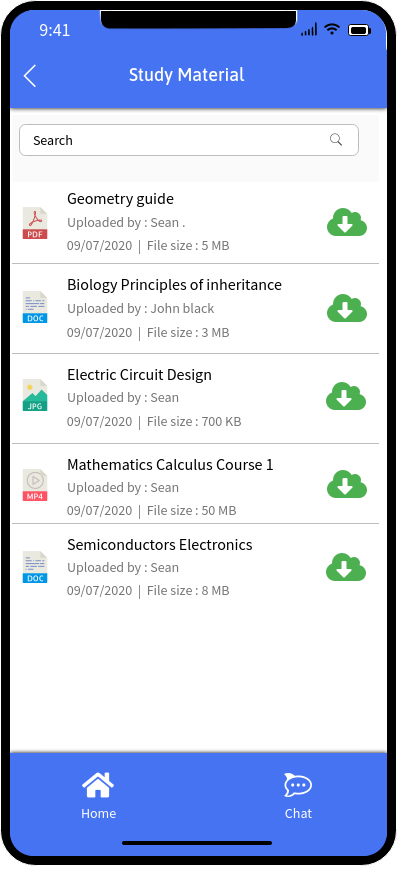 9:41
Study Material
Search
Geometry guide
Uploaded by : Sean .
PDF
09/07/2020 | File size : 5 MB
Biology Principles of inheritance
Uploaded by : John black
DOC
09/07/2020 | File size : 3 MB
Electric Circuit Design
Uploaded by : Sean
JPG
09/07/2020 | File size : 700 KB
Mathematics Calculus Course 1
Uploaded by : Sean
MP4
09/07/2020 | File size : 50 MB
Semiconductors Electronics
Uploaded by : Sean
DOC
09/07/2020 | File size : 8 MB
Home
Chat